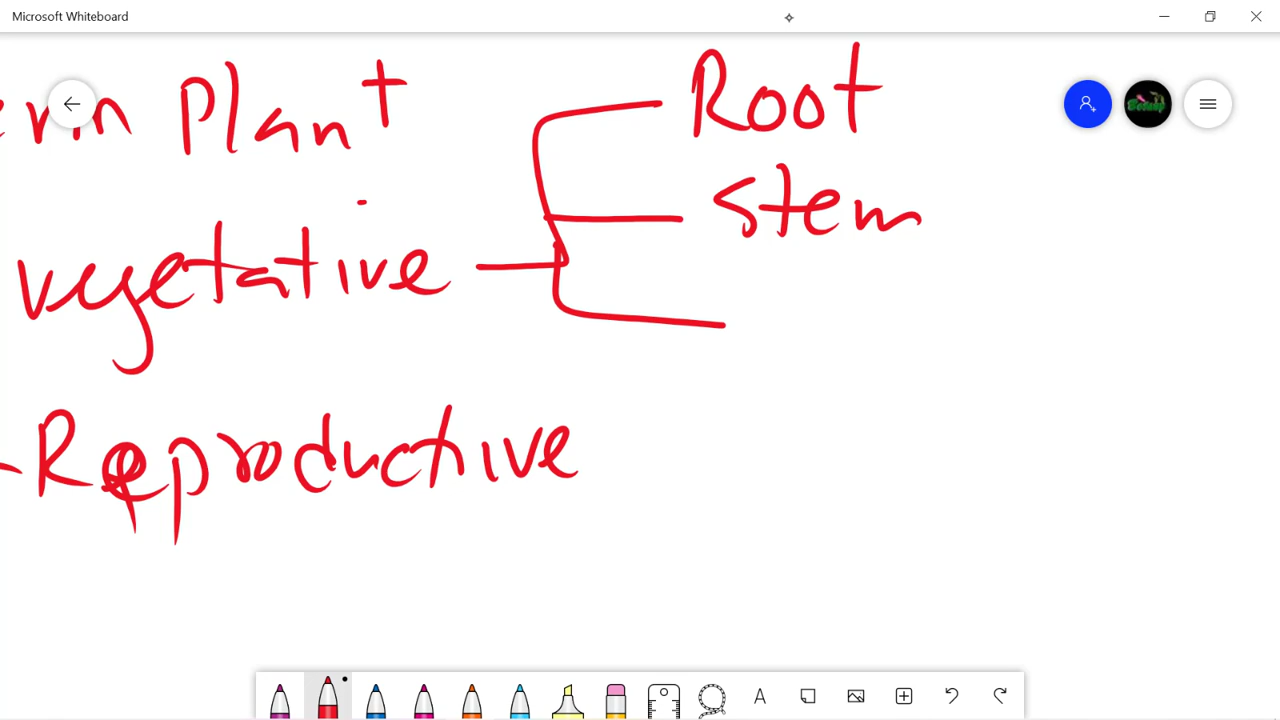 Microsoft Whiteboard
Plant
Root
stem
vegetative
Reproductive